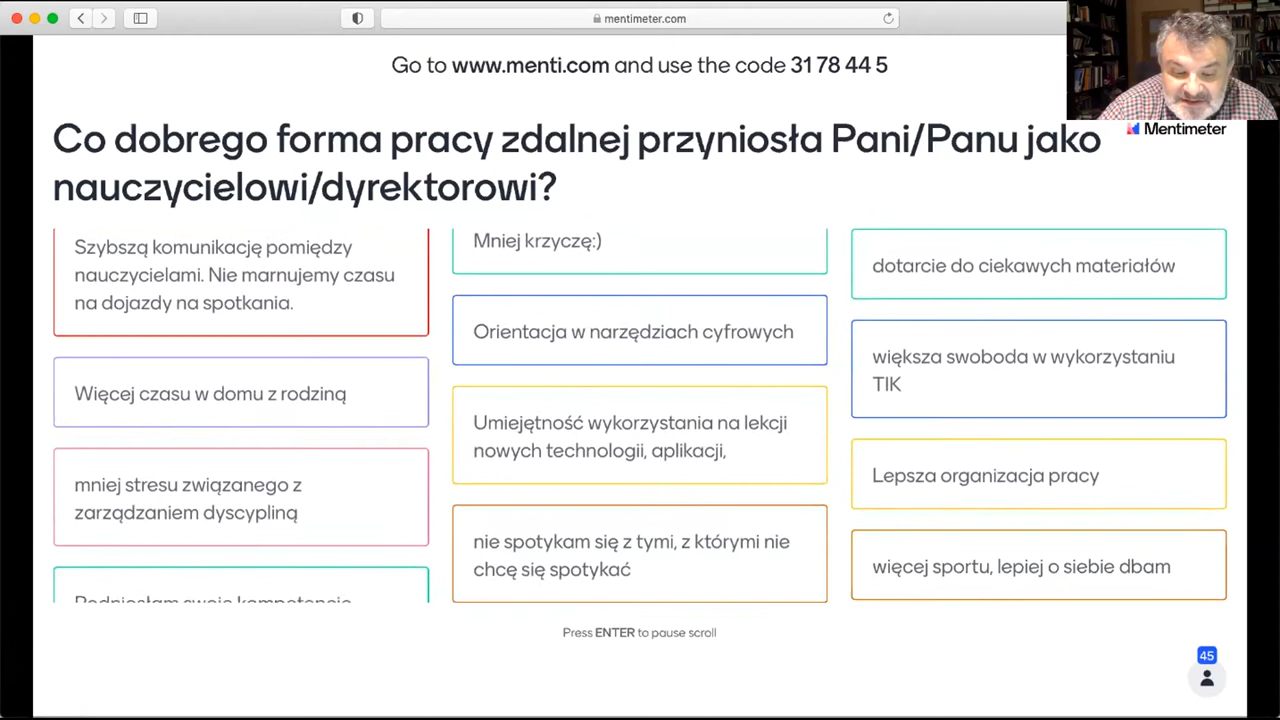 mentimeter.com
Go to www.menti.com and use the code 31 78 44 5
Mentimeter
Co dobrego forma pracy zdalnej przyniosła Pani/Panu jako
nauczycielowi/dyrektorowi?
Szybszą komunikację pomiędzy
nauczycielami. Nie marnujemy czasu
na dojazdy na spotkania.
Więcej czasu w domu z rodziną
mniej stresu związanego z
zarządzaniem dyscypliną
Podniosłam swoje kompetencje
Mniej krzyczę:)
Orientacja w narzędziach cyfrowych
Umiejętność wykorzystania na lekcji
nowych technologii, aplikacji,
nie spotykam się z tymi, z którymi nie
chcę się spotykać
dotarcie do ciekawych materiałów
większa swoboda w wykorzystaniu
TIK
Lepsza organizacja pracy
więcej sportu, lepiej o siebie dbam
Press ENTER to pause scroll
45